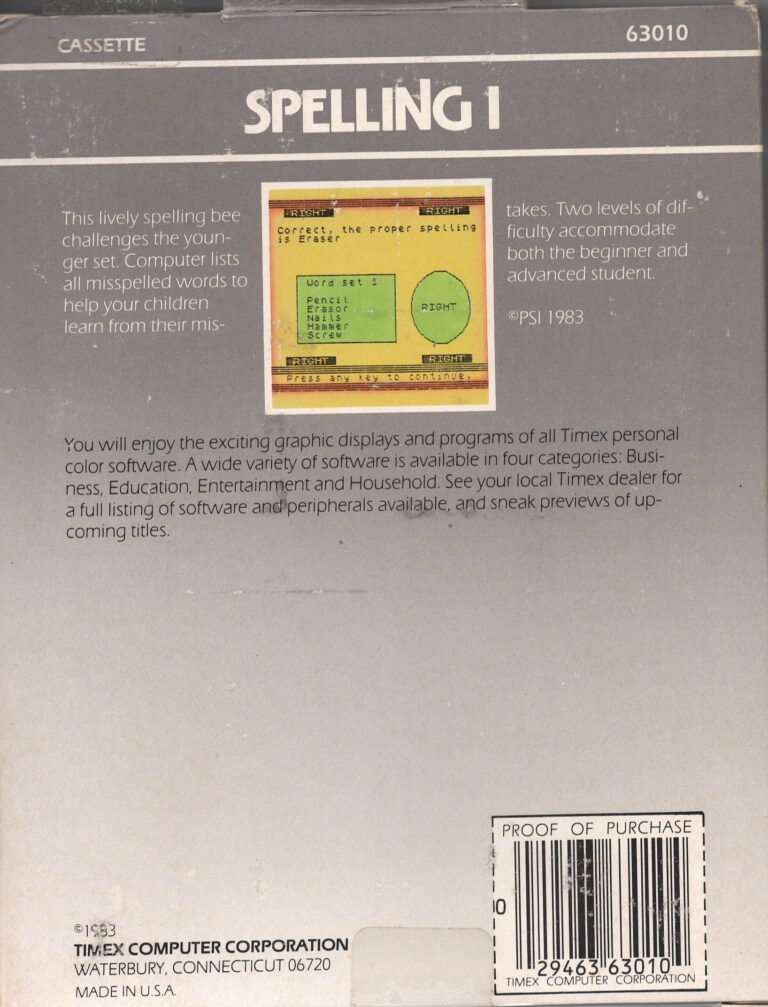 CASSETTE
63010
SPELLING 1
This lively spelling bee
challenges the youn-
ger set. Computer lists
all misspelled words to
help your children
learn from their mis-
RIGHT RIGHT
Correct, the proper spelling
is Eraser
Word set 1
Pencil
Erasor
Nails
Hammer
Screw
RIGHT
RIGHT RIGHT
Press any key to continue.
takes. Two levels of dif-
ficulty accommodate
both the beginner and
advanced student.
©PSI 1983
You will enjoy the exciting graphic displays and programs of all Timex personal
color software. A wide variety of software is available in four categories: Busi-
ness, Education, Entertainment and Household. See your local Timex dealer for
a full listing of software and peripherals available, and sneak previews of up-
coming titles.
©1983
TIMEX COMPUTER CORPORATION
WATERBURY, CONNECTICUT 06720
MADE IN U.S.A.
PROOF OF PURCHASE
0
29463 63010
TIMEX COMPUTER CORPORATION